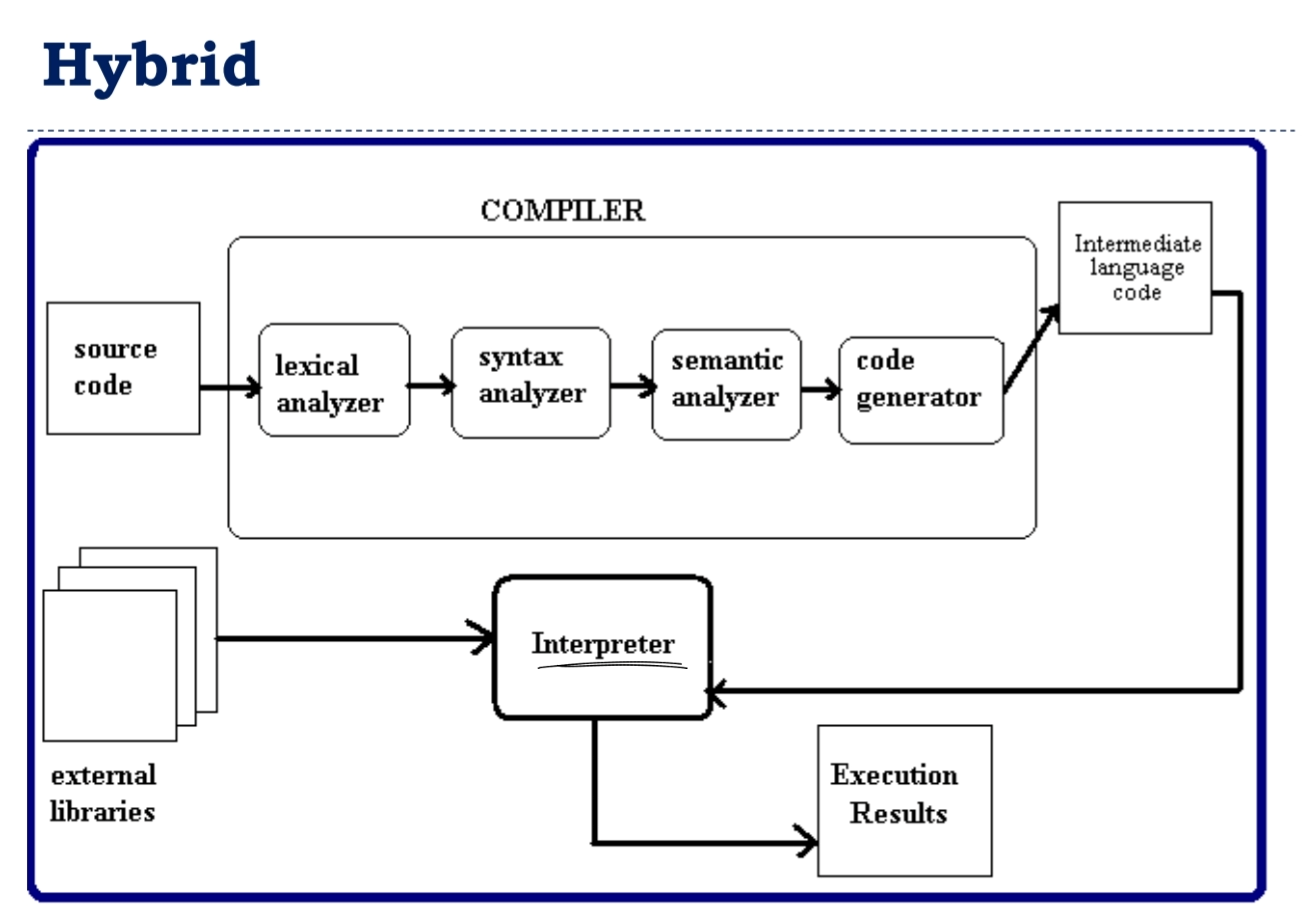 Hybrid
COMPILER
Intermediate
language
code
source
code
lexical
analyzer
syntax
analyzer
semantic
analyzer
code
generator
Interpreter
external
libraries
Execution
Results